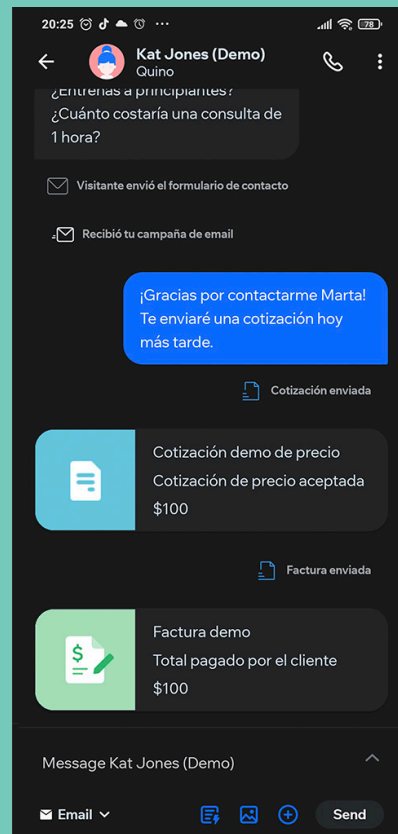 20:25
78
Kat Jones (Demo)
Quino
¿Entrenas a principiantes?
¿Cuánto costaría una consulta de
1 hora?
Visitante envió el formulario de contacto
Recibió tu campaña de email
¡Gracias por contactarme Marta!
Te enviaré una cotización hoy
más tarde.
Cotización enviada
Cotización demo de precio
Cotización de precio aceptada
$100
Factura enviada
$
Factura demo
Total pagado por el cliente
$100
Message Kat Jones (Demo)
Email
Send